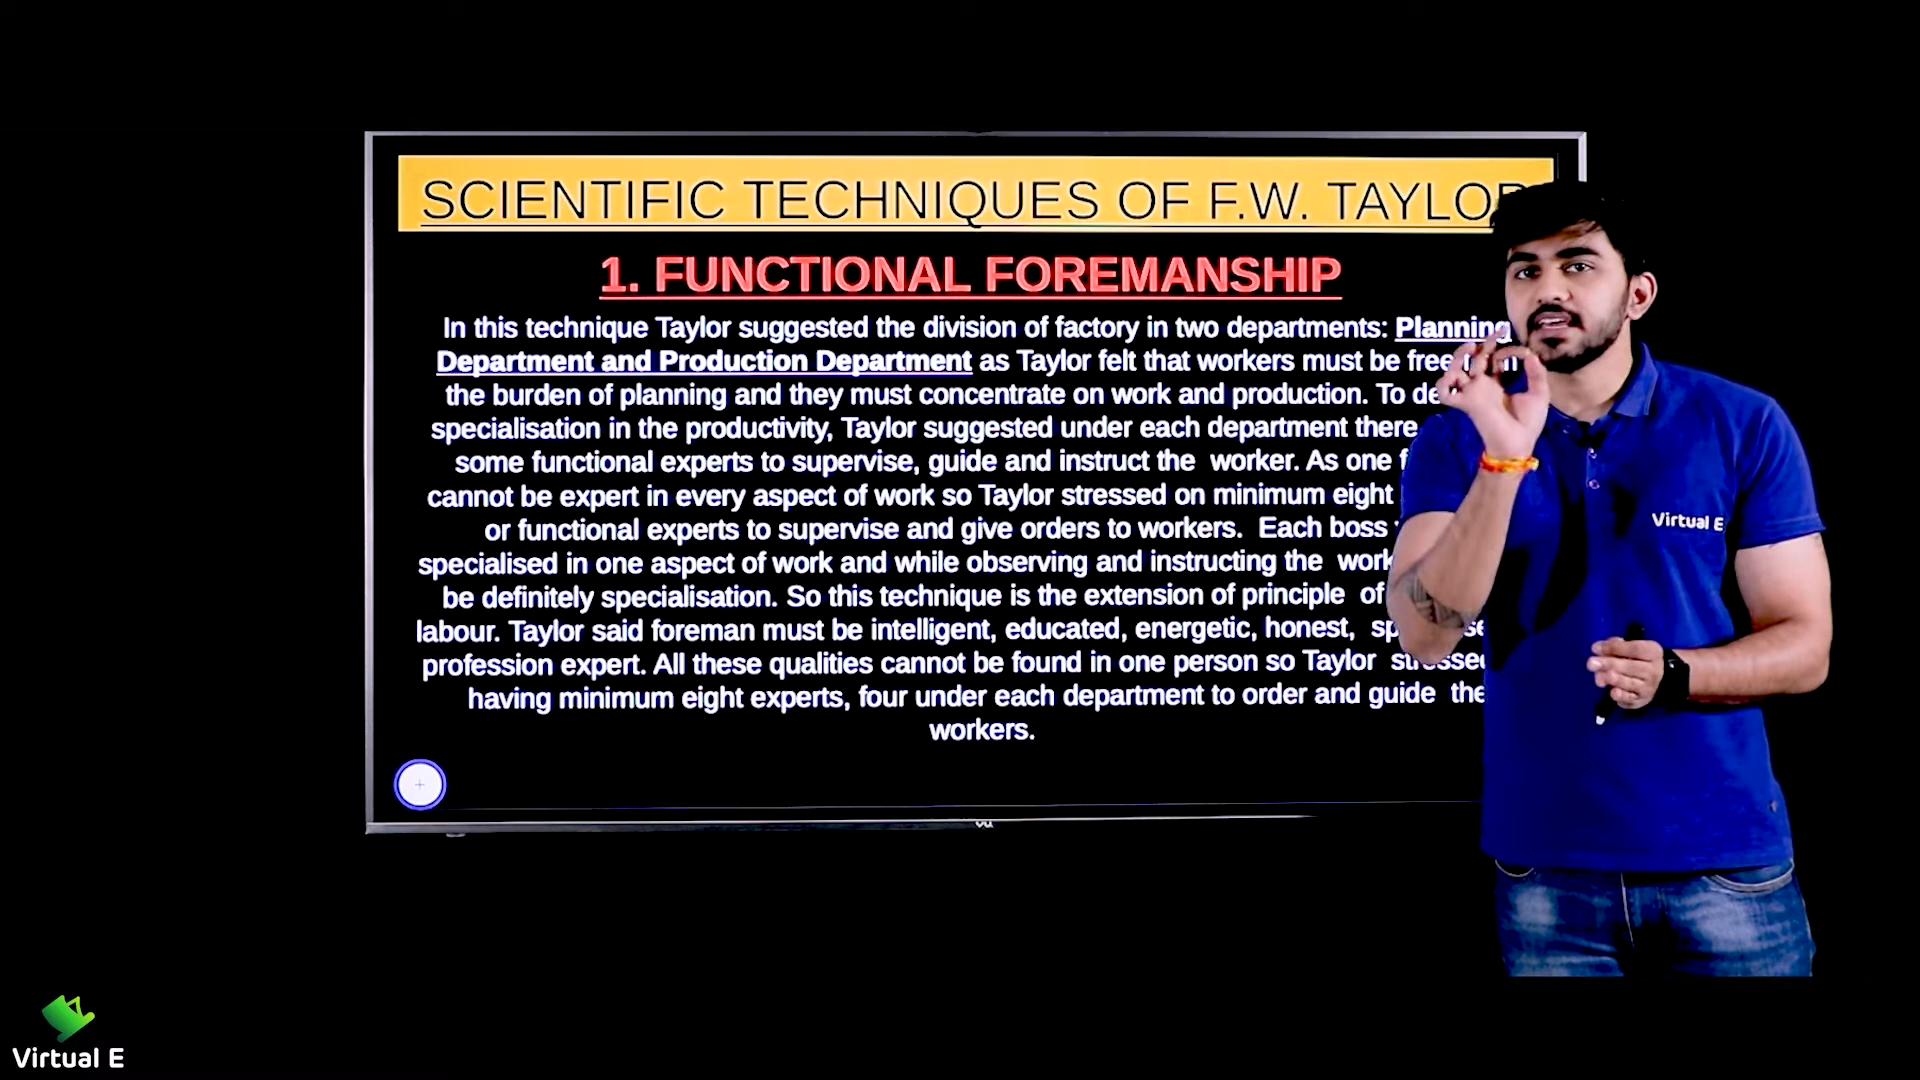 SCIENTIFIC TECHNIQUES OF F.W. TAYLOR
1. FUNCTIONAL FOREMANSHIP
In this technique Taylor suggested the division of factory in two departments: Planning
Department and Production Department as Taylor felt that workers must be free
the burden of planning and they must concentrate on work and production. To
specialisation in the productivity, Taylor suggested under each department there
some functional experts to supervise, guide and instruct the worker. As one
cannot be expert in every aspect of work so Taylor stressed on minimum eight
or functional experts to supervise and give orders to workers. Each boss
specialised in one aspect of work and while observing and instructing the
be definitely specialisation. So this technique is the extension of principle of
labour. Taylor said foreman must be intelligent, educated, energetic, honest,
profession expert. All these qualities cannot be found in one person so Taylor
having minimum eight experts, four under each department to order and guide the
workers.
Virtual E
vu
Virtual E